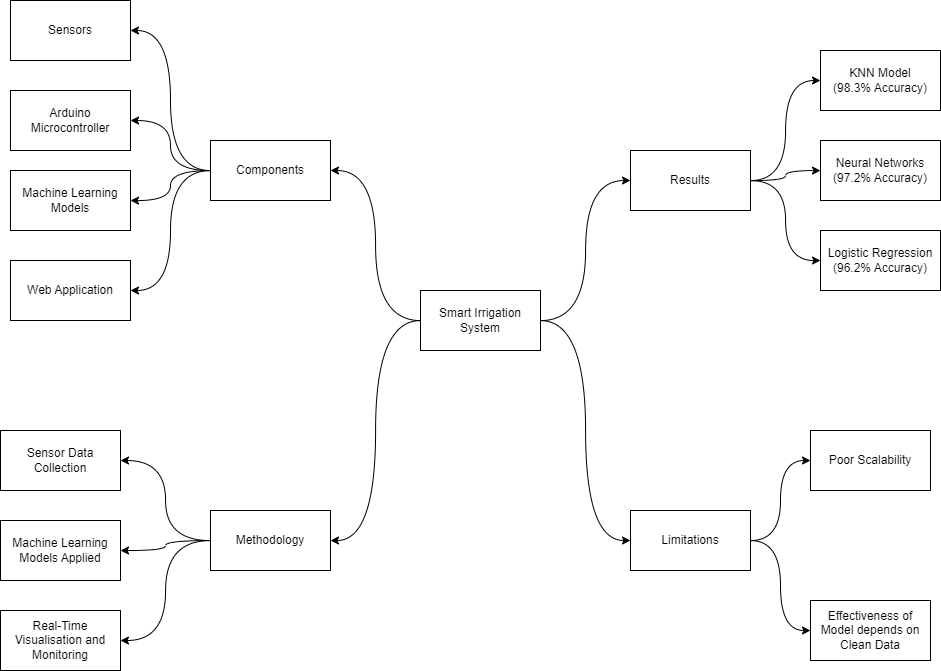 Sensors
Arduino
Microcontroller
Machine Learning
Models
Web Application
Components
Smart Irrigation
System
Results
KNN Model
(98.3% Accuracy)
Neural Networks
(97.2% Accuracy)
Logistic Regression
(96.2% Accuracy)
Sensor Data
Collection
Machine Learning
Models Applied
Real-Time
Visualisation and
Monitoring
Methodology
Limitations
Poor Scalability
Effectiveness of
Model depends on
Clean Data